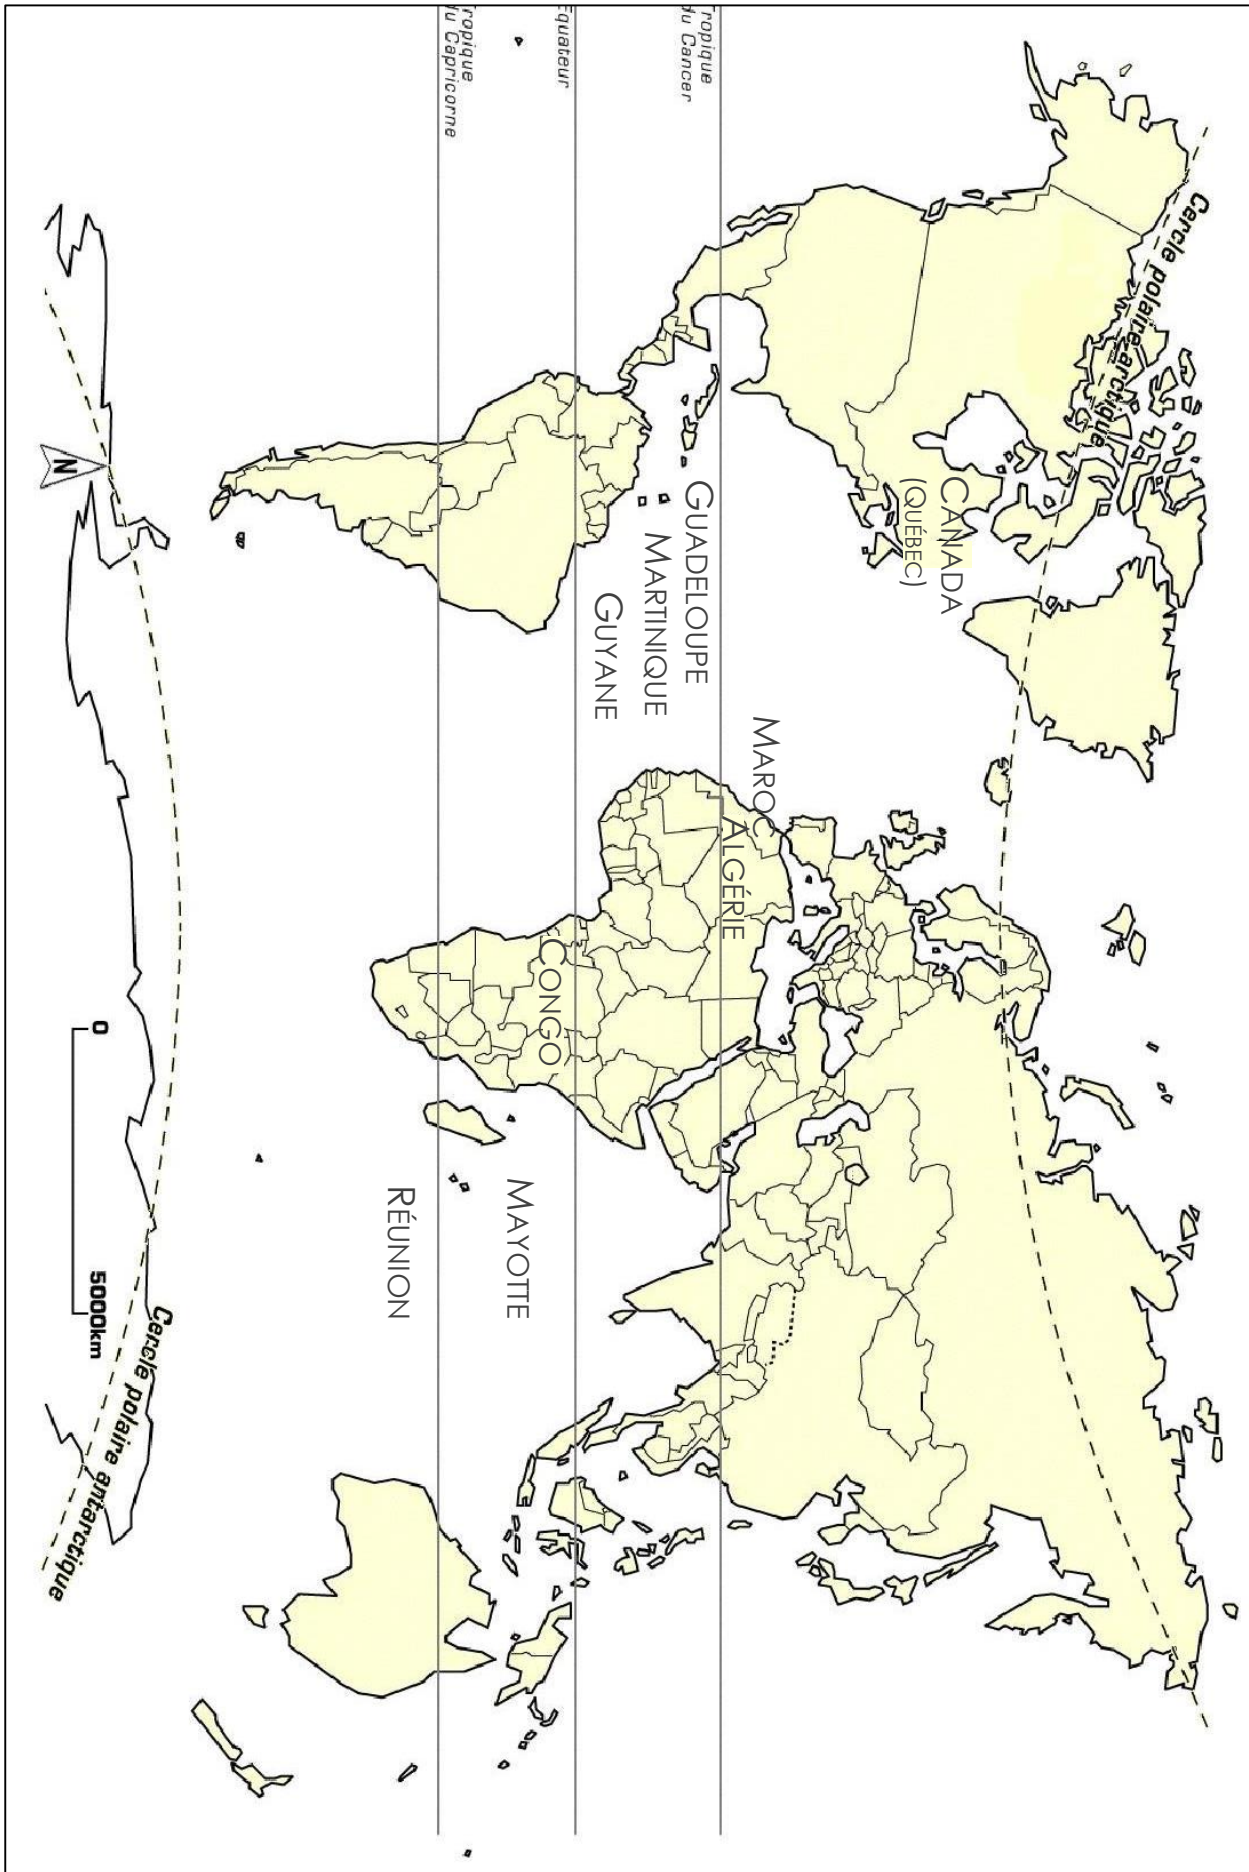 Cercle polaire arctique
CANADA
(QUÉBEC)
MAROC
ALGÉRIE
Tropique
du Cancer
GUADELOUPE
MARTINIQUE
GUYANE
Equateur
CONGO
MAYOTTE
Tropique
du Capricorne
RÉUNION
Cercle polaire antarctique
0 5000km
N